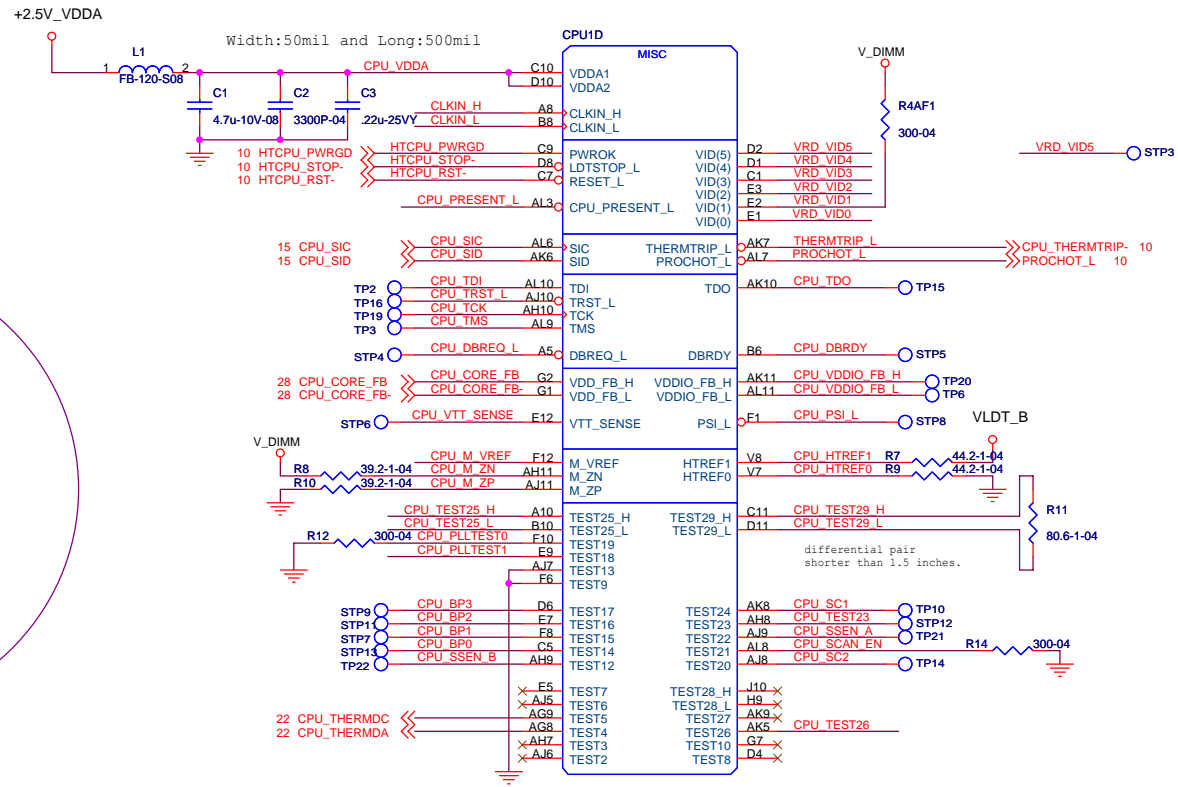 +2.5V_VDDA
Width:50mil and Long:500mil
CPU1D
MISC
V_DIMM
L1
1 2
FB-120-S08
CPU_VDDA
C10 VDDA1
D10 VDDA2
C1 C2 C3
4.7u-10V-08 3300P-04 .22u-25VY
CLKIN_H A8 CLKIN_H
CLKIN_L B8 CLKIN_L
R4AF1
300-04
10 HTCPU_PWRGD HTCPU_PWRGD C9 PWROK VID(5) D2 VRD_VID5
VRD_VID5 STP3
10 HTCPU_STOP- HTCPU_STOP- D8 LDTSTOP_L VID(4) D1 VRD_VID4
10 HTCPU_RST- HTCPU_RST- C7 RESET_L VID(3) C1 VRD_VID3
VID(2) E3 VRD_VID2
CPU_PRESENT_L AL3 CPU_PRESENT_L VID(1) E2 VRD_VID1
VID(0) E1 VRD_VID0
15 CPU_SIC CPU_SIC AL6 SIC THERMTRIP_L AK7 THERMTRIP_L CPU_THERMTRIP- 10
15 CPU_SID CPU_SID AK6 SID PROCHOT_L AL7 PROCHOT_L PROCHOT_L 10
TP2 CPU_TDI AL10 TDI TDO AK10 CPU_TDO TP15
TP16 CPU_TRST_L AJ10 TRST_L
TP19 CPU_TCK AH10 TCK
TP3 CPU_TMS AL9 TMS
STP4 CPU_DBREQ_L A5 DBREQ_L DBRDY B6 CPU_DBRDY STP5
28 CPU_CORE_FB CPU_CORE_FB G2 VDD_FB_H VDDIO_FB_H AK11 CPU_VDDIO_FB_H TP20
28 CPU_CORE_FB- CPU_CORE_FB- G1 VDD_FB_L VDDIO_FB_L AL11 CPU_VDDIO_FB_L TP6
STP6 CPU_VTT_SENSE E12 VTT_SENSE PSI_L F1 CPU_PSI_L STP8
VLDT_B
V_DIMM
CPU_M_VREF F12 M_VREF HTREF1 V8 CPU_HTREF1 R7 44.2-1-04
R8 39.2-1-04 CPU_M_ZN AH11 M_ZN HTREF0 V7 CPU_HTREF0 R9 44.2-1-04
R10 39.2-1-04 CPU_M_ZP AJ11 M_ZP
CPU_TEST25_H A10 TEST25_H TEST29_H C11 CPU_TEST29_H
CPU_TEST25_L B10 TEST25_L TEST29_L D11 CPU_TEST29_L
R11
80.6-1-04
R12 300-04 CPU_PLLTEST0 F10 TEST19
CPU_PLLTEST1 E9 TEST18
differential pair
shorter than 1.5 inches.
AJ7 TEST13
F6 TEST9
STP9 CPU_BP3 D6 TEST17 TEST24 AK8 CPU_SC1 TP10
STP11 CPU_BP2 E7 TEST16 TEST23 AH8 CPU_TEST23 STP12
STP7 CPU_BP1 F8 TEST15 TEST22 AJ9 CPU_SSEN_A TP21
STP13 CPU_BP0 C5 TEST14 TEST21 AL8 CPU_SCAN_EN R14 300-04
TP22 CPU_SSEN_B AH9 TEST12 TEST20 AJ8 CPU_SC2 TP14
E5 TEST7 TEST28_H J10
AJ5 TEST6 TEST28_L H9
22 CPU_THERMDC AG9 TEST5 TEST27 AK9
22 CPU_THERMDA AG8 TEST4 TEST26 AK5 CPU_TEST26
AH7 TEST3 TEST10 G7
AJ6 TEST2 TEST8 D4